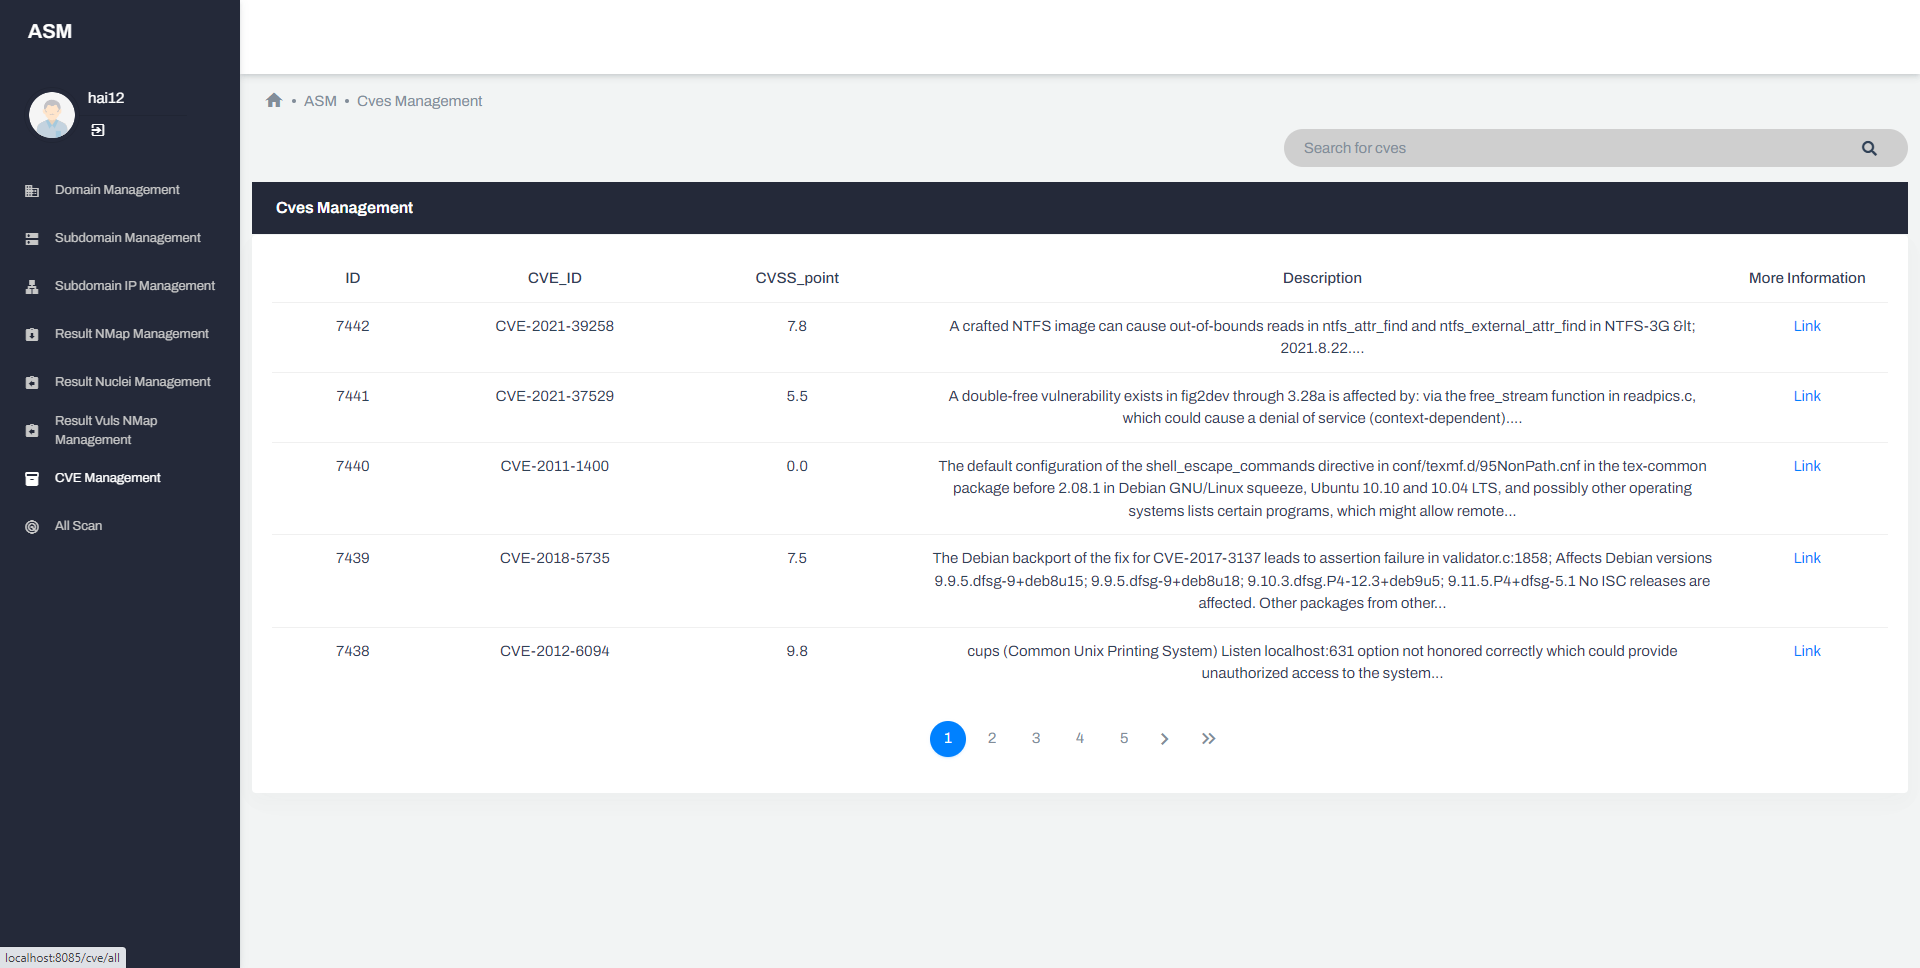 ASM
hai12
Domain Management
Subdomain Management
Subdomain IP Management
Result NMap Management
Result Nuclei Management
Result Vuls NMap
Management
CVE Management
All Scan
localhost:8085/cve/all
• ASM • Cves Management
Search for cves
Cves Management
ID CVE_ID CVSS_point Description More Information
7442 CVE-2021-39258 7.8 A crafted NTFS image can cause out-of-bounds reads in ntfs_attr_find and ntfs_external_attr_find in NTFS-3G &lt; Link
2021.8.22....
7441 CVE-2021-37529 5.5 A double-free vulnerability exists in fig2dev through 3.28a is affected by: via the free_stream function in readpics.c, Link
which could cause a denial of service (context-dependent)....
7440 CVE-2011-1400 0.0 The default configuration of the shell_escape_commands directive in conf/texmf.d/95NonPath.cnf in the tex-common Link
package before 2.08.1 in Debian GNU/Linux squeeze, Ubuntu 10.10 and 10.04 LTS, and possibly other operating
systems lists certain programs, which might allow remote...
7439 CVE-2018-5735 7.5 The Debian backport of the fix for CVE-2017-3137 leads to assertion failure in validator.c:1858; Affects Debian versions Link
9.9.5.dfsg-9+deb8u15; 9.9.5.dfsg-9+deb8u18; 9.10.3.dfsg.P4-12.3+deb9u5; 9.11.5.P4+dfsg-5.1 No ISC releases are
affected. Other packages from other...
7438 CVE-2012-6094 9.8 cups (Common Unix Printing System) Listen localhost:631 option not honored correctly which could provide Link
unauthorized access to the system...
1 2 3 4 5